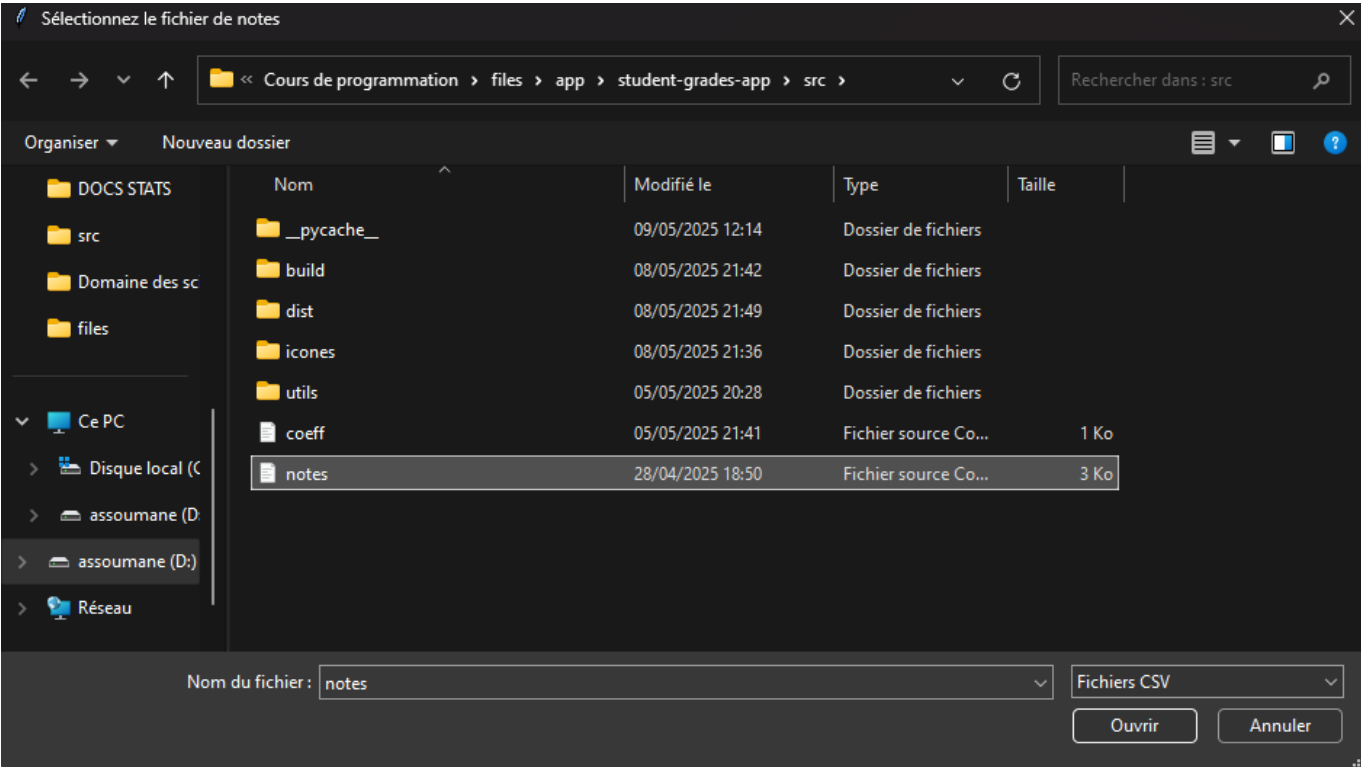 Sélectionnez le fichier de notes
« Cours de programmation > files > app > student-grades-app > src >
Rechercher dans : src
Organiser
Nouveau dossier
Nom
Modifié le
Type
Taille
DOCS STATS
src
Domaine des sc
files
Ce PC
Disque local (C
assoumane (D:
assoumane (D:)
Réseau
__pycache__ 09/05/2025 12:14 Dossier de fichiers
build 08/05/2025 21:42 Dossier de fichiers
dist 08/05/2025 21:49 Dossier de fichiers
icones 08/05/2025 21:36 Dossier de fichiers
utils 05/05/2025 20:28 Dossier de fichiers
coeff 05/05/2025 21:41 Fichier source Co... 1 Ko
notes 28/04/2025 18:50 Fichier source Co... 3 Ko
Nom du fichier : notes
Fichiers CSV
Ouvrir
Annuler